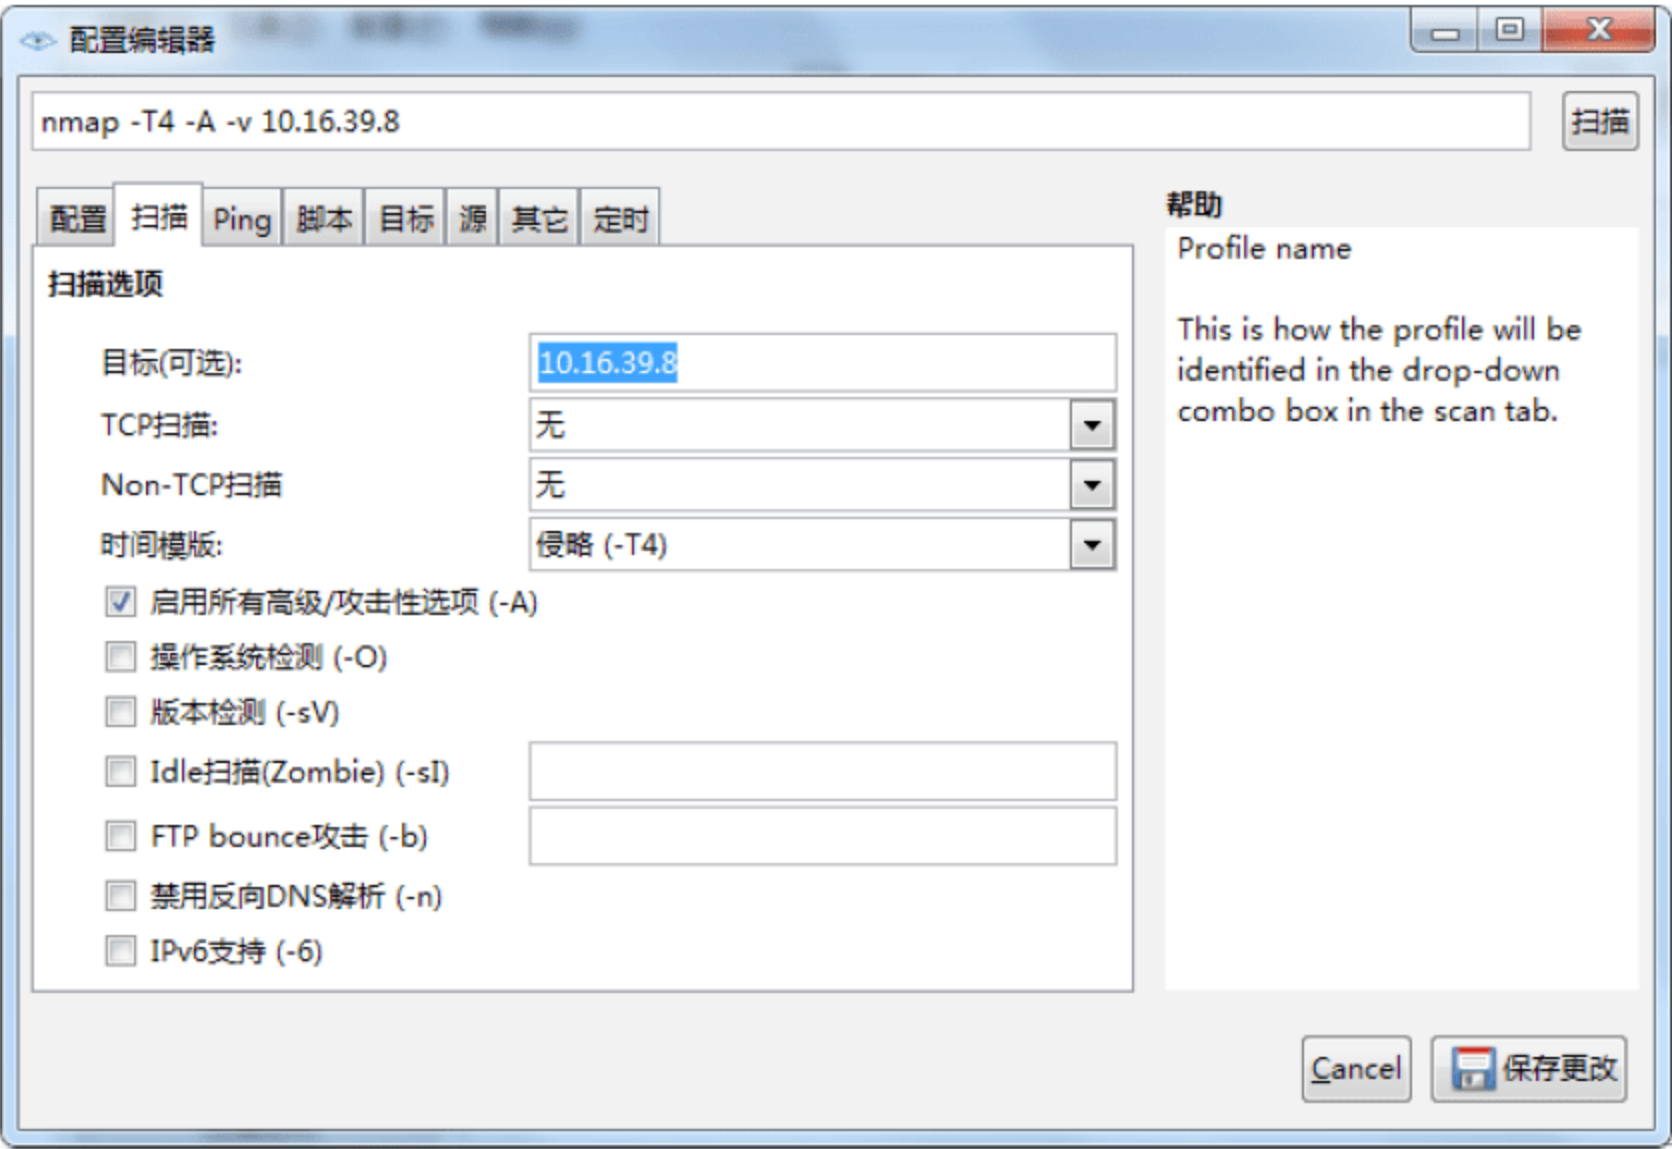 配置编辑器
nmap -T4 -A -v 10.16.39.8
扫描
配置 扫描 Ping 脚本 目标 源 其它 定时
扫描选项
目标(可选): 10.16.39.8
TCP扫描: 无
Non-TCP扫描 无
时间模版: 侵略 (-T4)
启用所有高级/攻击性选项 (-A)
操作系统检测 (-O)
版本检测 (-sV)
Idle扫描(Zombie) (-sI)
FTP bounce攻击 (-b)
禁用反向DNS解析 (-n)
IPv6支持 (-6)
帮助
Profile name
This is how the profile will be
identified in the drop-down
combo box in the scan tab.
Cancel 保存更改